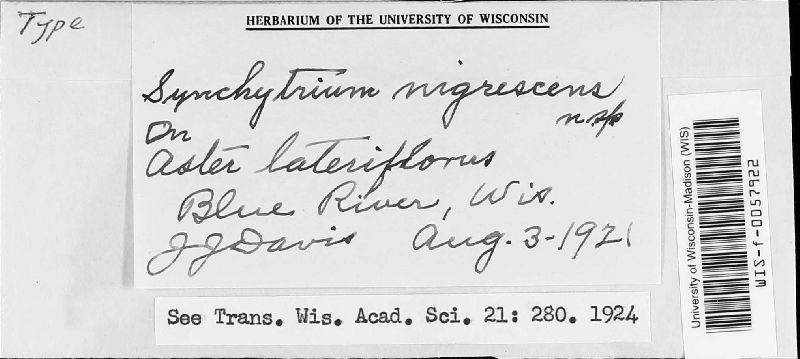 Type
HERBARIUM OF THE UNIVERSITY OF WISCONSIN
Synchytrium nigrescens
n sp
On
Aster lateriflorus
Blue River, Wis.
J J Davis Aug. 3-1921
See Trans. Wis. Acad. Sci. 21: 280. 1924
University of Wisconsin-Madison (WIS)
WIS-f-0057922